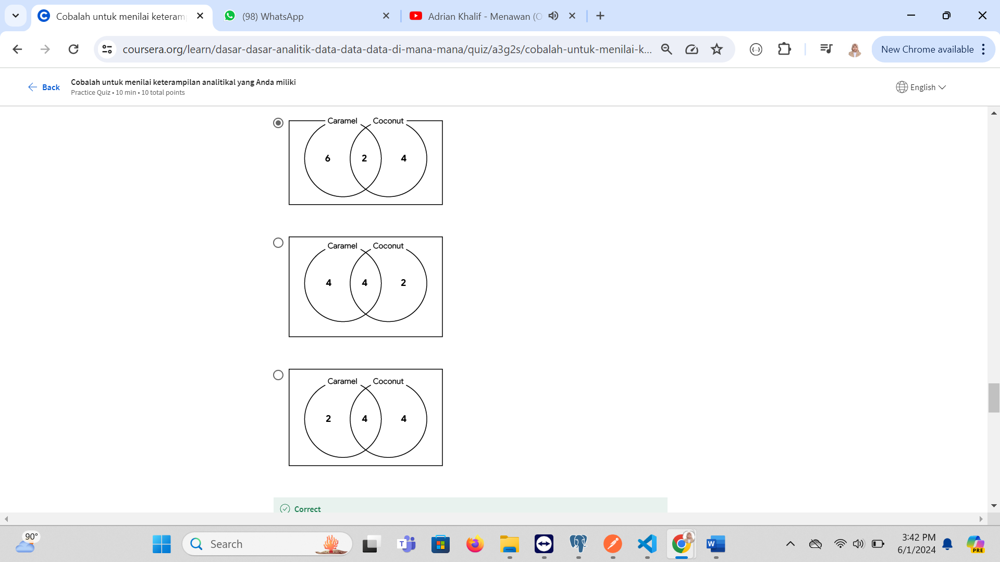 Cobalah untuk menilai keteram
(98) WhatsApp
Adrian Khalif - Menawan (O
coursera.org/learn/dasar-dasar-analitik-data-data-data-di-mana-mana/quiz/a3g2s/cobalah-untuk-menilai-k...
New Chrome available
Back
Cobalah untuk menilai keterampilan analitikal yang Anda miliki
Practice Quiz • 10 min • 10 total points
English
Caramel Coconut
6 2 4
Caramel Coconut
4 4 2
Caramel Coconut
2 4 4
Correct
90°
Search
3:42 PM
6/1/2024
PRE